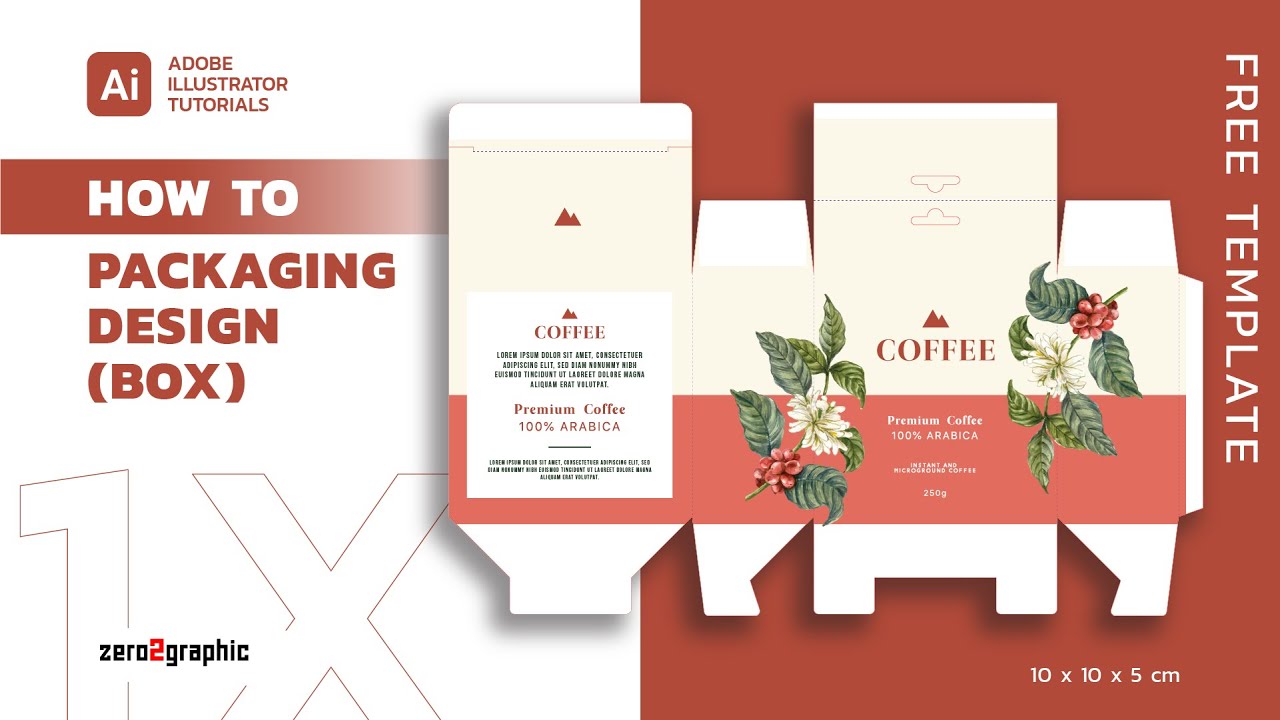 Ai
ADOBE
ILLUSTRATOR
TUTORIALS
HOW TO
PACKAGING
DESIGN
(BOX)
1X
zero2graphic
COFFEE
LOREM IPSUM DOLOR SIT AMET, CONSECTETUER
ADIPISCING ELIT, SED DIAM NONUMMY NIBH
EUISMOD TINCIDUNT UT LAOREET DOLORE MAGNA
ALIQUAM ERAT VOLUTPAT.
Premium Coffee
100% ARABICA
LOREM IPSUM DOLOR SIT AMET, CONSECTETUER ADIPISCING ELIT, SED
DIAM NONUMMY NIBH EUISMOD TINCIDUNT UT LAOREET DOLORE MAGNA
ALIQUAM ERAT VOLUTPAT.
COFFEE
Premium Coffee
100% ARABICA
INSTANT AND
MICROGROUND COFFEE
250g
FREE TEMPLATE
10 x 10 x 5 cm